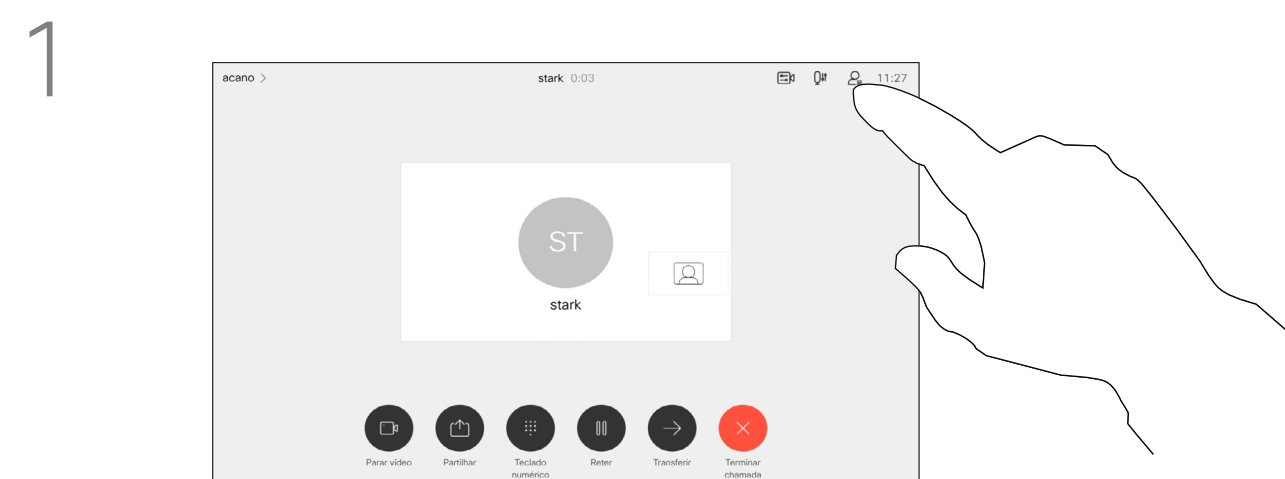 1
acano > stark 0:03 11:27
ST
stark
Parar vídeo Partilhar Teclado numérico Reter Transferir Terminar chamada